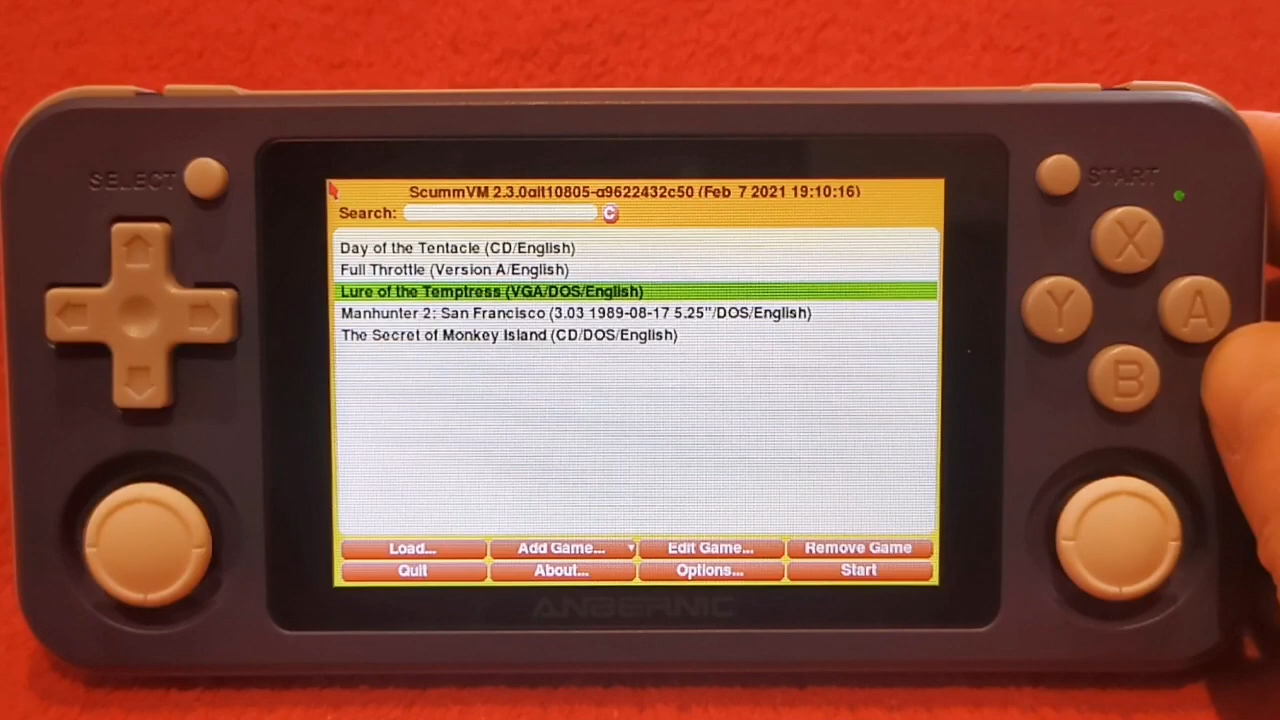 SELECT
START
ScummVM 2.3.0git10805-g9622432c50 (Feb 7 2021 19:10:16)
Search:
C
Day of the Tentacle (CD/English)
Full Throttle (Version A/English)
Lure of the Temptress (VGA/DOS/English)
Manhunter 2: San Francisco (3.03 1989-08-17 5.25"/DOS/English)
The Secret of Monkey Island (CD/DOS/English)
X
Y
A
B
Load... Add Game... Edit Game... Remove Game
Quit About... Options... Start
ANBERNIC